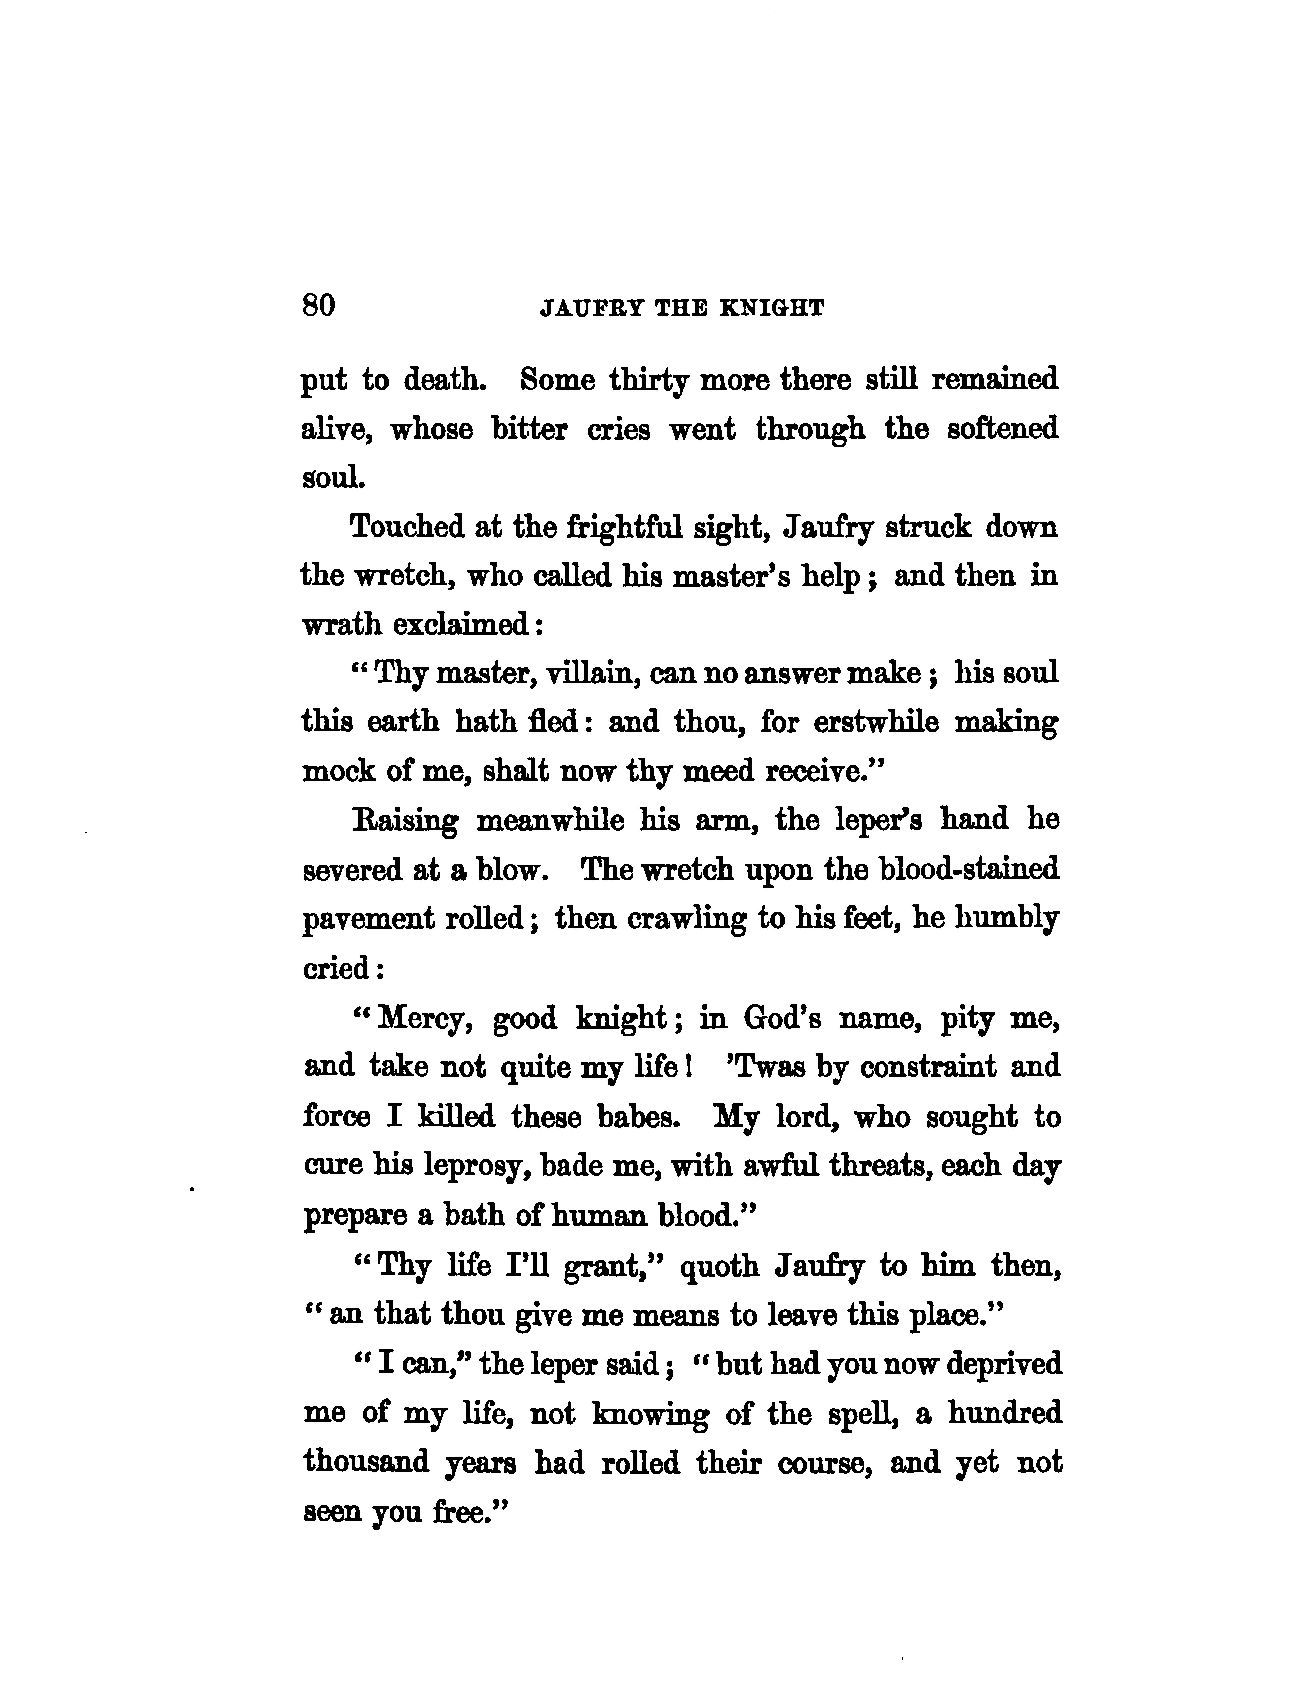 80 JAUFRY THE KNIGHT
put to death. Some thirty more there still remained
alive, whose bitter cries went through the softened
soul.
Touched at the frightful sight, Jaufry struck down
the wretch, who called his master's help; and then in
wrath exclaimed:
"Thy master, villain, can no answer make; his soul
this earth hath fled: and thou, for erstwhile making
mock of me, shalt now thy meed receive."
Raising meanwhile his arm, the leper's hand he
severed at a blow. The wretch upon the blood-stained
pavement rolled; then crawling to his feet, he humbly
cried:
"Mercy, good knight; in God's name, pity me,
and take not quite my life! 'Twas by constraint and
force I killed these babes. My lord, who sought to
cure his leprosy, bade me, with awful threats, each day
prepare a bath of human blood."
"Thy life I'll grant," quoth Jaufry to him then,
"an that thou give me means to leave this place."
"I can," the leper said; "but had you now deprived
me of my life, not knowing of the spell, a hundred
thousand years had rolled their course, and yet not
seen you free."